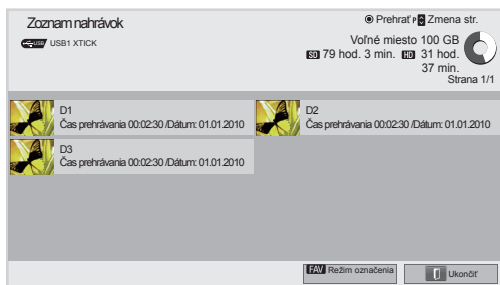 Zoznam nahrávok
Prehrať P Zmena str.
USB USB1 XTICK
Voľné miesto 100 GB
SD 79 hod. 3 min. HD 31 hod.
37 min.
Strana 1/1
D1
Čas prehrávania 00:02:30 /Dátum: 01.01.2010
D2
Čas prehrávania 00:02:30 /Dátum: 01.01.2010
D3
Čas prehrávania 00:02:30 /Dátum: 01.01.2010
FAV Režim označenia
Ukončiť